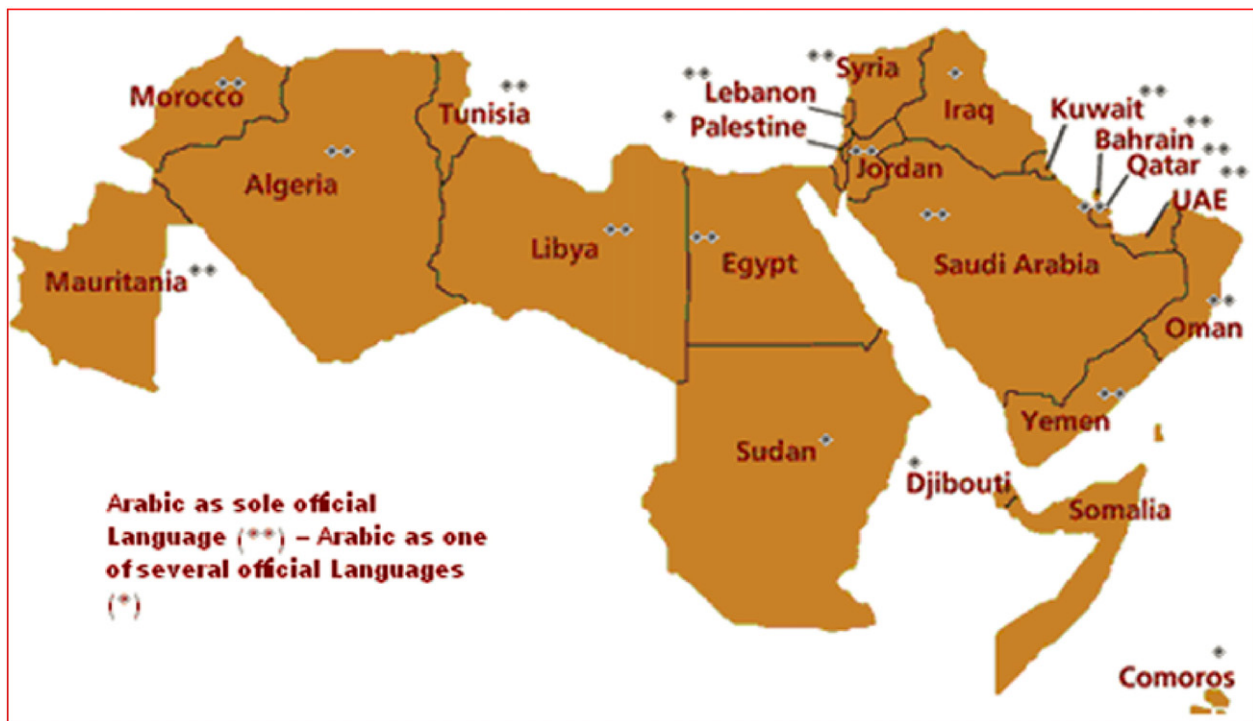 Syria
Morocco
Lebanon
Tunisia
Iraq
Kuwait
Palestine
Bahrain
Jordan
Qatar
Algeria
UAE
Libya
Egypt
Saudi Arabia
Mauritania
Oman
Yemen
Sudan
Djibouti
Somalia
Arabic as sole official
Language (**) – Arabic as one
of several official Languages
(*)
Comoros